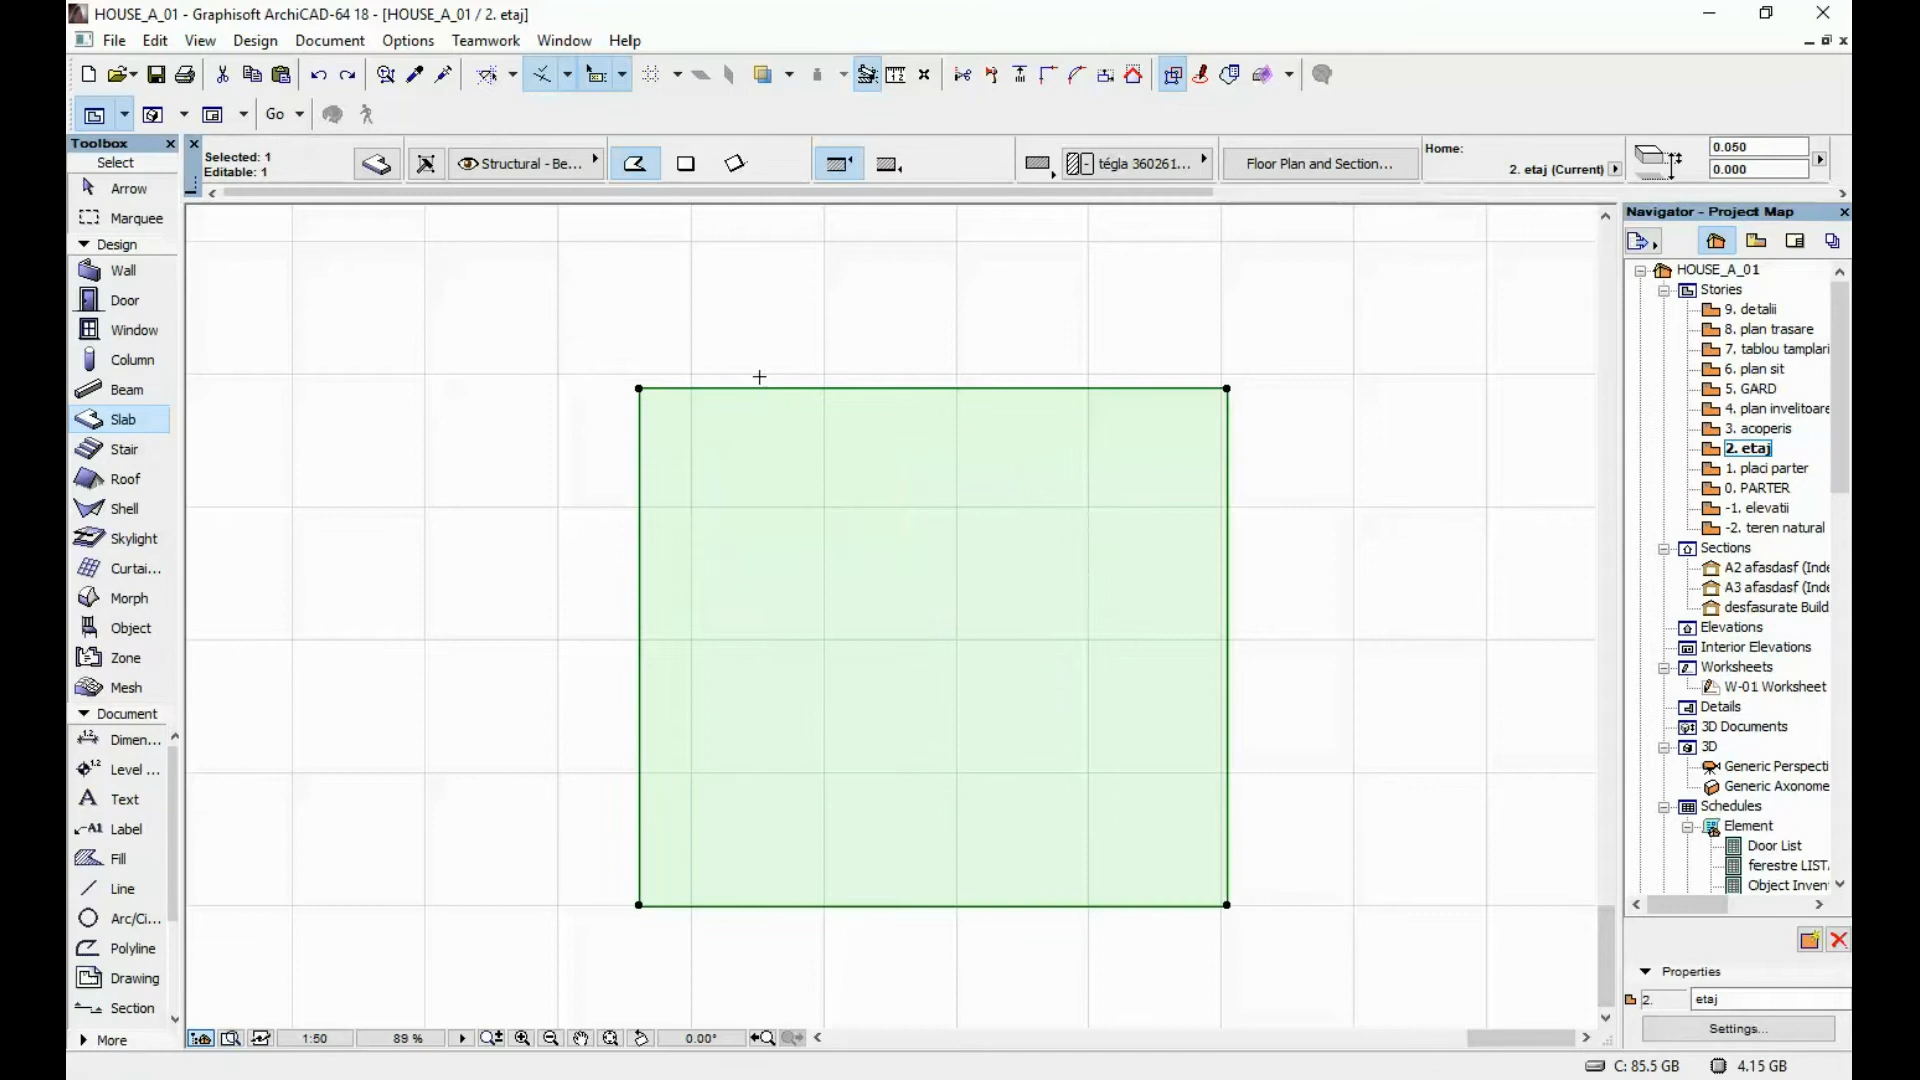 HOUSE_A_01 - Graphisoft ArchiCAD-64 18 - [HOUSE_A_01 / 2. etaj]
File Edit View Design Document Options Teamwork Window Help
Go
Toolbox
Select
Arrow
Marquee
Design
Wall
Door
Window
Column
Beam
Slab
Stair
Roof
Shell
Skylight
Curtai...
Morph
Object
Zone
Mesh
Document
Dimen...
Level ...
Text
Label
Fill
Line
Arc/Ci...
Polyline
Drawing
Section
More
Selected: 1
Editable: 1
Structural - Be...
tégla 360261...
Floor Plan and Section...
Home:
2. etaj (Current)
0.050
0.000
Navigator - Project Map
HOUSE_A_01
Stories
9. detalii
8. plan trasare
7. tablou tamplari
6. plan sit
5. GARD
4. plan invelitoare
3. acoperis
2. etaj
1. placi parter
0. PARTER
-1. elevatii
-2. teren natural
Sections
A2 afasdasf (Inde
A3 afasdasf (Inde
desfasurate Build
Elevations
Interior Elevations
Worksheets
W-01 Worksheet
Details
3D Documents
3D
Generic Perspecti
Generic Axonome
Schedules
Element
Door List
ferestre LIST
Object Inven
Properties
2. etaj
Settings...
1:50 89 % 0.00°
C: 85.5 GB 4.15 GB